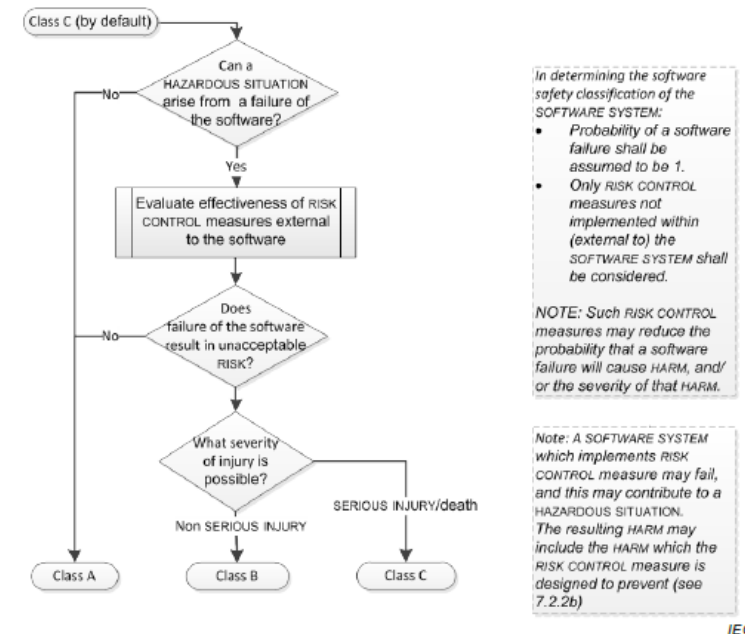 Class C (by default)
Can a
HAZARDOUS SITUATION
arise from a failure of
the software?
No
Yes
Evaluate effectiveness of RISK
CONTROL measures external
to the software
Does
failure of the software
result in unacceptable
RISK?
No
What severity
of injury is
possible?
SERIOUS INJURY/death
Non SERIOUS INJURY
Class A
Class B
Class C
In determining the software
safety classification of the
SOFTWARE SYSTEM:
• Probability of a software
failure shall be
assumed to be 1.
• Only RISK CONTROL
measures not
implemented within
(external to) the
SOFTWARE SYSTEM shall
be considered.
NOTE: Such RISK CONTROL
measures may reduce the
probability that a software
failure will cause HARM, and/
or the severity of that HARM.
Note: A SOFTWARE SYSTEM
which implements RISK
CONTROL measure may fail,
and this may contribute to a
HAZARDOUS SITUATION.
The resulting HARM may
include the HARM which the
RISK CONTROL measure is
designed to prevent (see
7.2.2b)